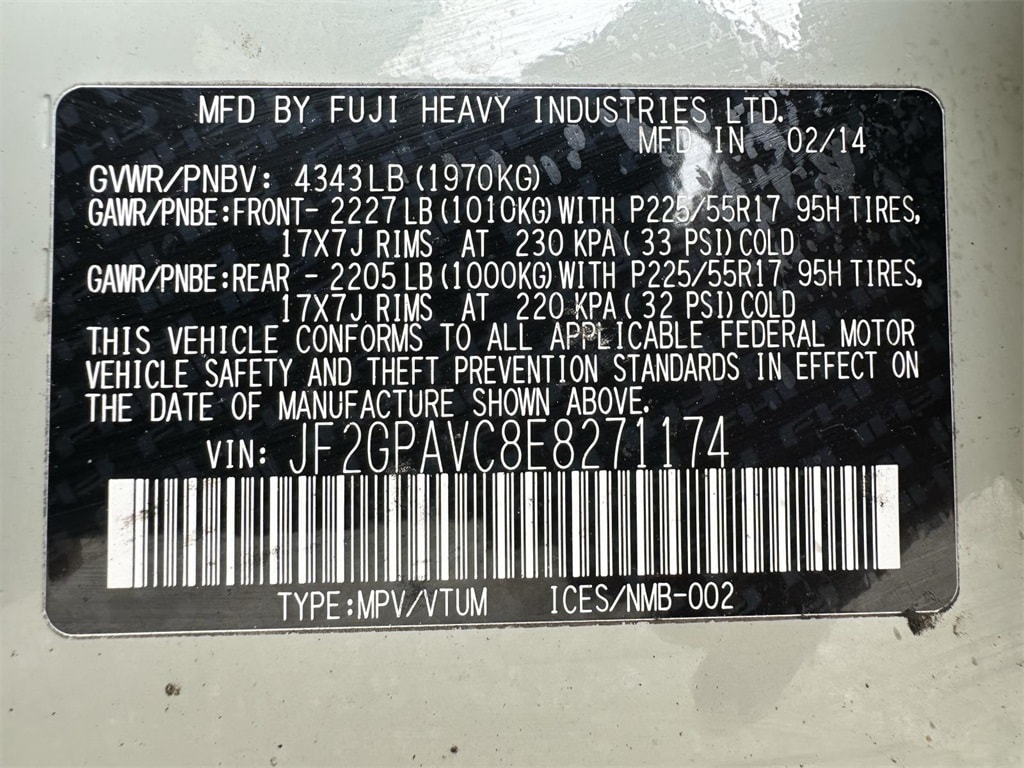 MFD BY FUJI HEAVY INDUSTRIES LTD.
MFD IN 02/14
GVWR/PNBV: 4343LB(1970KG)
GAWR/PNBE:FRONT- 2227LB(1010KG)WITH P225/55R17 95H TIRES,
17X7J RIMS AT 230 KPA( 33 PSI)COLD
GAWR/PNBE:REAR - 2205LB(1000KG)WITH P225/55R17 95H TIRES,
17X7J RIMS AT 220 KPA( 32 PSI)COLD
THIS VEHICLE CONFORMS TO ALL APPLICABLE FEDERAL MOTOR
VEHICLE SAFETY AND THEFT PREVENTION STANDARDS IN EFFECT ON
THE DATE OF MANUFACTURE SHOWN ABOVE.
VIN: JF2GPAVC8E8271174
TYPE:MPV/VTUM ICES/NMB-002